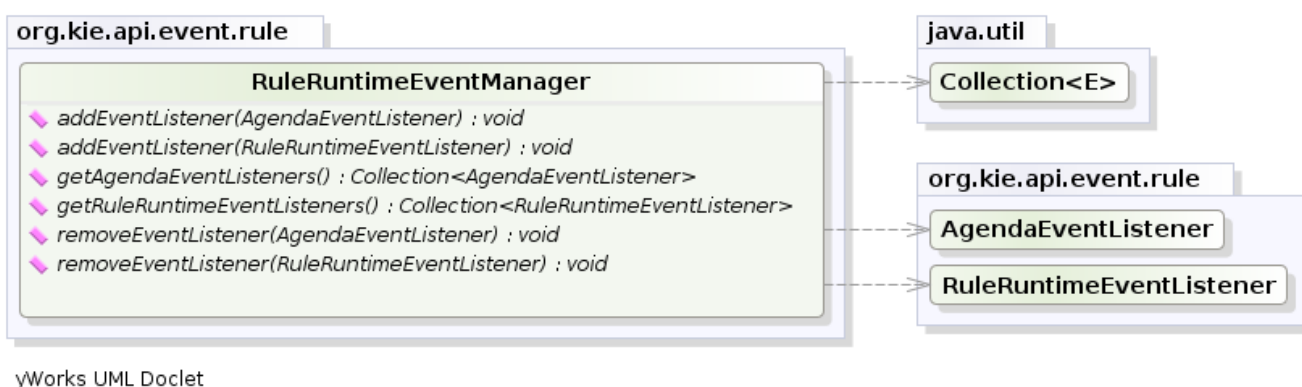 org.kie.api.event.rule
RuleRuntimeEventManager
addEventListener(AgendaEventListener) : void
addEventListener(RuleRuntimeEventListener) : void
getAgendaEventListeners() : Collection<AgendaEventListener>
getRuleRuntimeEventListeners() : Collection<RuleRuntimeEventListener>
removeEventListener(AgendaEventListener) : void
removeEventListener(RuleRuntimeEventListener) : void
java.util
Collection<E>
org.kie.api.event.rule
AgendaEventListener
RuleRuntimeEventListener
yWorks UML Doclet